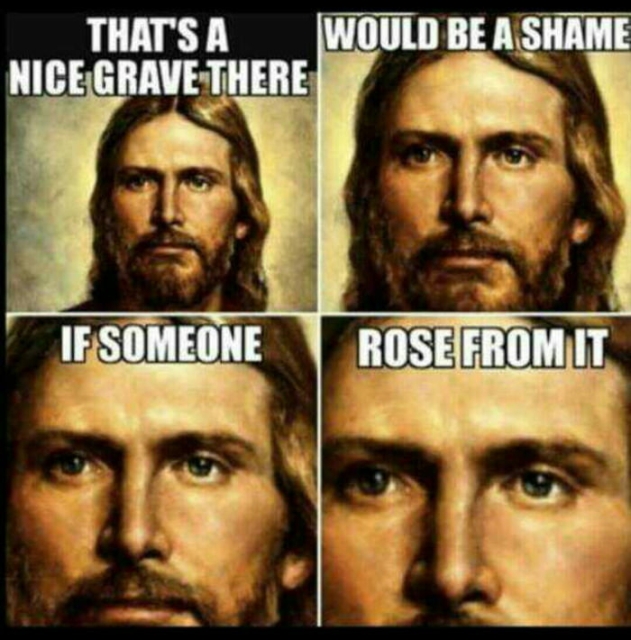 THAT'S A
NICE GRAVE THERE
WOULD BE A SHAME
IF SOMEONE
ROSE FROM IT